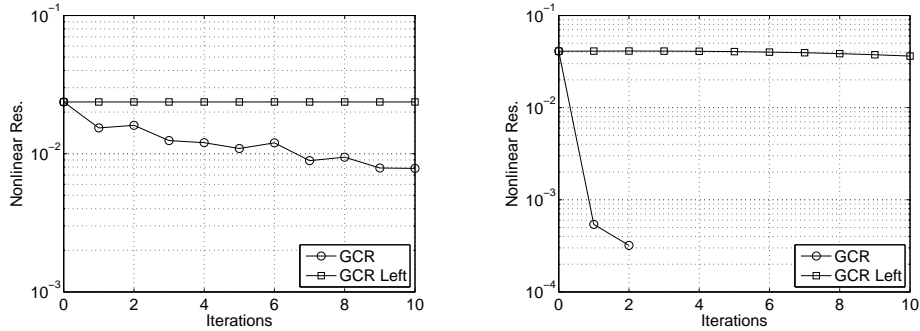 10^-1
10^-2
10^-3
Nonlinear Res.
0 2 4 6 8 10
Iterations
GCR
GCR Left
10^-1
10^-2
10^-3
10^-4
Nonlinear Res.
0 2 4 6 8 10
Iterations
GCR
GCR Left